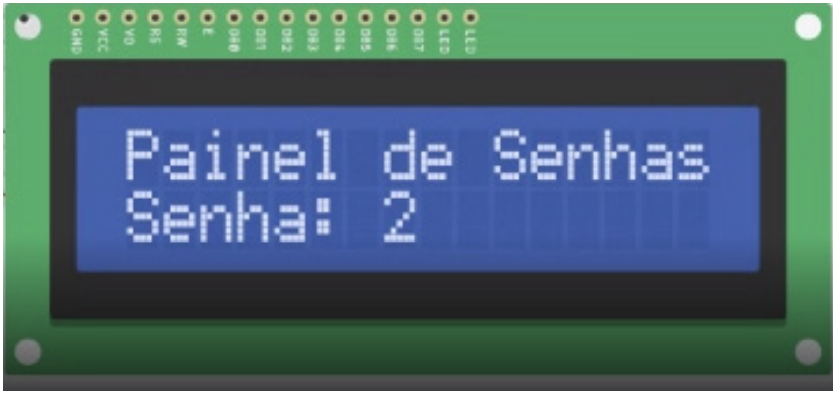 GND VCC VO RS RW E DB0 DB1 DB2 DB3 DB4 DB5 DB6 DB7 LED LED
Painel de Senhas
Senha: 2